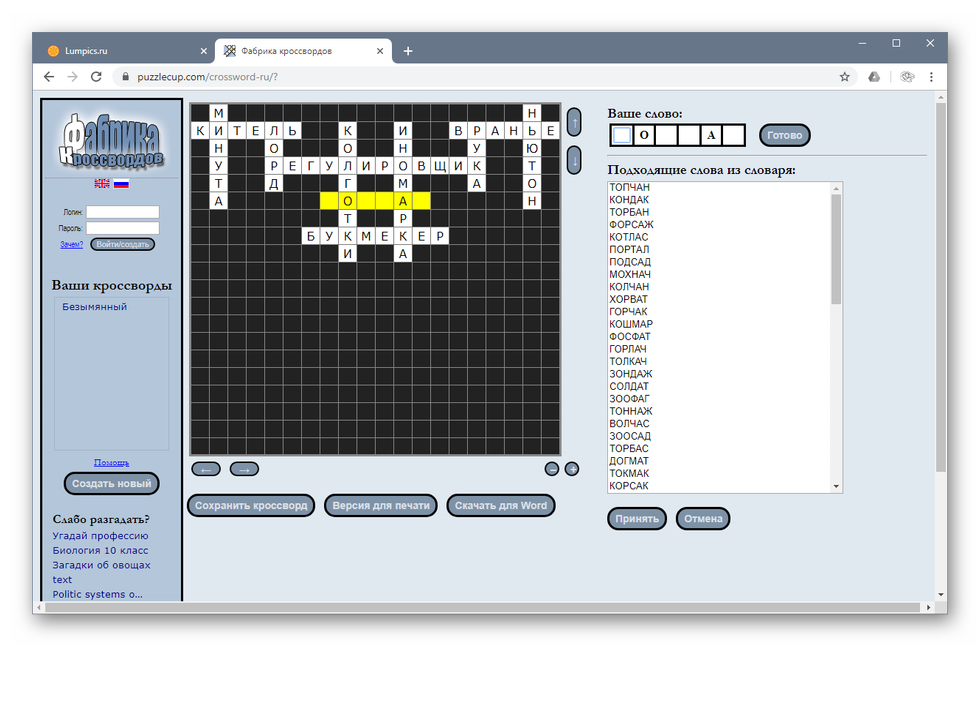 Lumpics.ru
Фабрика кроссвордов
puzzlecup.com/crossword-ru/?
Фабрика
кроссвордов
Логин:
Пароль:
Зачем?
Войти/создать
Ваши кроссворды
Безымянный
Помощь
Создать новый
Слабо разгадать?
Угадай профессию
Биология 10 класс
Загадки об овощах
text
Politic systems o...
М Н
К И Т Е Л Ь К И В Р А Н Ь Е
Н О О Н У Ю
У Р Е Г У Л И Р О В Щ И К Т
Т Д Г М А О
А О А Н
Т Р
Б У К М Е К Е Р
И А
← →
- +
↑
↓
Сохранить кроссворд
Версия для печати
Скачать для Word
Ваше слово:
О А
Готово
Подходящие слова из словаря:
ТОПЧАН
КОНДАК
ТОРБАН
ФОРСАЖ
КОТЛАС
ПОРТАЛ
ПОДСАД
МОХНАЧ
КОЛЧАН
ХОРВАТ
ГОРЧАК
КОШМАР
ФОСФАТ
ГОРЛАЧ
ТОЛКАЧ
ЗОНДАЖ
СОЛДАТ
ЗООФАГ
ТОННАЖ
ВОЛЧАС
ЗООСАД
ТОРБАС
ДОГМАТ
ТОКМАК
КОРСАК
Принять
Отмена